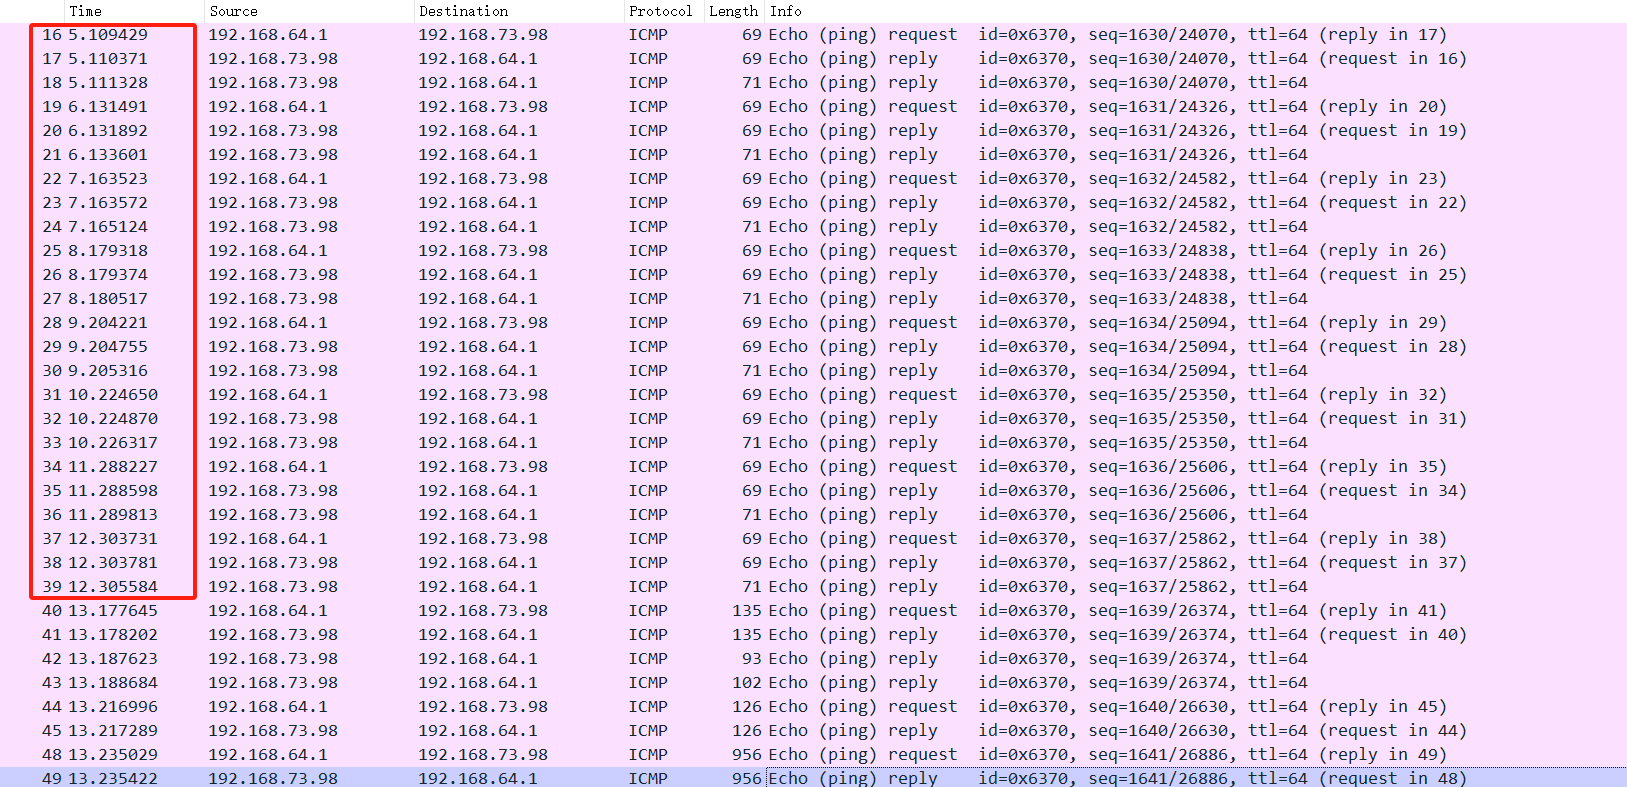 Time Source Destination Protocol Length Info
16 5.109429 192.168.64.1 192.168.73.98 ICMP 69 Echo (ping) request id=0x6370, seq=1630/24070, ttl=64 (reply in 17)
17 5.110371 192.168.73.98 192.168.64.1 ICMP 69 Echo (ping) reply id=0x6370, seq=1630/24070, ttl=64 (request in 16)
18 5.111328 192.168.73.98 192.168.64.1 ICMP 71 Echo (ping) reply id=0x6370, seq=1630/24070, ttl=64
19 6.131491 192.168.64.1 192.168.73.98 ICMP 69 Echo (ping) request id=0x6370, seq=1631/24326, ttl=64 (reply in 20)
20 6.131892 192.168.73.98 192.168.64.1 ICMP 69 Echo (ping) reply id=0x6370, seq=1631/24326, ttl=64 (request in 19)
21 6.133601 192.168.73.98 192.168.64.1 ICMP 71 Echo (ping) reply id=0x6370, seq=1631/24326, ttl=64
22 7.163523 192.168.64.1 192.168.73.98 ICMP 69 Echo (ping) request id=0x6370, seq=1632/24582, ttl=64 (reply in 23)
23 7.163572 192.168.73.98 192.168.64.1 ICMP 69 Echo (ping) reply id=0x6370, seq=1632/24582, ttl=64 (request in 22)
24 7.165124 192.168.73.98 192.168.64.1 ICMP 71 Echo (ping) reply id=0x6370, seq=1632/24582, ttl=64
25 8.179318 192.168.64.1 192.168.73.98 ICMP 69 Echo (ping) request id=0x6370, seq=1633/24838, ttl=64 (reply in 26)
26 8.179374 192.168.73.98 192.168.64.1 ICMP 69 Echo (ping) reply id=0x6370, seq=1633/24838, ttl=64 (request in 25)
27 8.180517 192.168.73.98 192.168.64.1 ICMP 71 Echo (ping) reply id=0x6370, seq=1633/24838, ttl=64
28 9.204221 192.168.64.1 192.168.73.98 ICMP 69 Echo (ping) request id=0x6370, seq=1634/25094, ttl=64 (reply in 29)
29 9.204755 192.168.73.98 192.168.64.1 ICMP 69 Echo (ping) reply id=0x6370, seq=1634/25094, ttl=64 (request in 28)
30 9.205316 192.168.73.98 192.168.64.1 ICMP 71 Echo (ping) reply id=0x6370, seq=1634/25094, ttl=64
31 10.224650 192.168.64.1 192.168.73.98 ICMP 69 Echo (ping) request id=0x6370, seq=1635/25350, ttl=64 (reply in 32)
32 10.224870 192.168.73.98 192.168.64.1 ICMP 69 Echo (ping) reply id=0x6370, seq=1635/25350, ttl=64 (request in 31)
33 10.226317 192.168.73.98 192.168.64.1 ICMP 71 Echo (ping) reply id=0x6370, seq=1635/25350, ttl=64
34 11.288227 192.168.64.1 192.168.73.98 ICMP 69 Echo (ping) request id=0x6370, seq=1636/25606, ttl=64 (reply in 35)
35 11.288598 192.168.73.98 192.168.64.1 ICMP 69 Echo (ping) reply id=0x6370, seq=1636/25606, ttl=64 (request in 34)
36 11.289813 192.168.73.98 192.168.64.1 ICMP 71 Echo (ping) reply id=0x6370, seq=1636/25606, ttl=64
37 12.303731 192.168.64.1 192.168.73.98 ICMP 69 Echo (ping) request id=0x6370, seq=1637/25862, ttl=64 (reply in 38)
38 12.303781 192.168.73.98 192.168.64.1 ICMP 69 Echo (ping) reply id=0x6370, seq=1637/25862, ttl=64 (request in 37)
39 12.305584 192.168.73.98 192.168.64.1 ICMP 71 Echo (ping) reply id=0x6370, seq=1637/25862, ttl=64
40 13.177645 192.168.64.1 192.168.73.98 ICMP 135 Echo (ping) request id=0x6370, seq=1639/26374, ttl=64 (reply in 41)
41 13.178202 192.168.73.98 192.168.64.1 ICMP 135 Echo (ping) reply id=0x6370, seq=1639/26374, ttl=64 (request in 40)
42 13.187623 192.168.73.98 192.168.64.1 ICMP 93 Echo (ping) reply id=0x6370, seq=1639/26374, ttl=64
43 13.188684 192.168.73.98 192.168.64.1 ICMP 102 Echo (ping) reply id=0x6370, seq=1639/26374, ttl=64
44 13.216996 192.168.64.1 192.168.73.98 ICMP 126 Echo (ping) request id=0x6370, seq=1640/26630, ttl=64 (reply in 45)
45 13.217289 192.168.73.98 192.168.64.1 ICMP 126 Echo (ping) reply id=0x6370, seq=1640/26630, ttl=64 (request in 44)
48 13.235029 192.168.64.1 192.168.73.98 ICMP 956 Echo (ping) request id=0x6370, seq=1641/26886, ttl=64 (reply in 49)
49 13.235422 192.168.73.98 192.168.64.1 ICMP 956 Echo (ping) reply id=0x6370, seq=1641/26886, ttl=64 (request in 48)